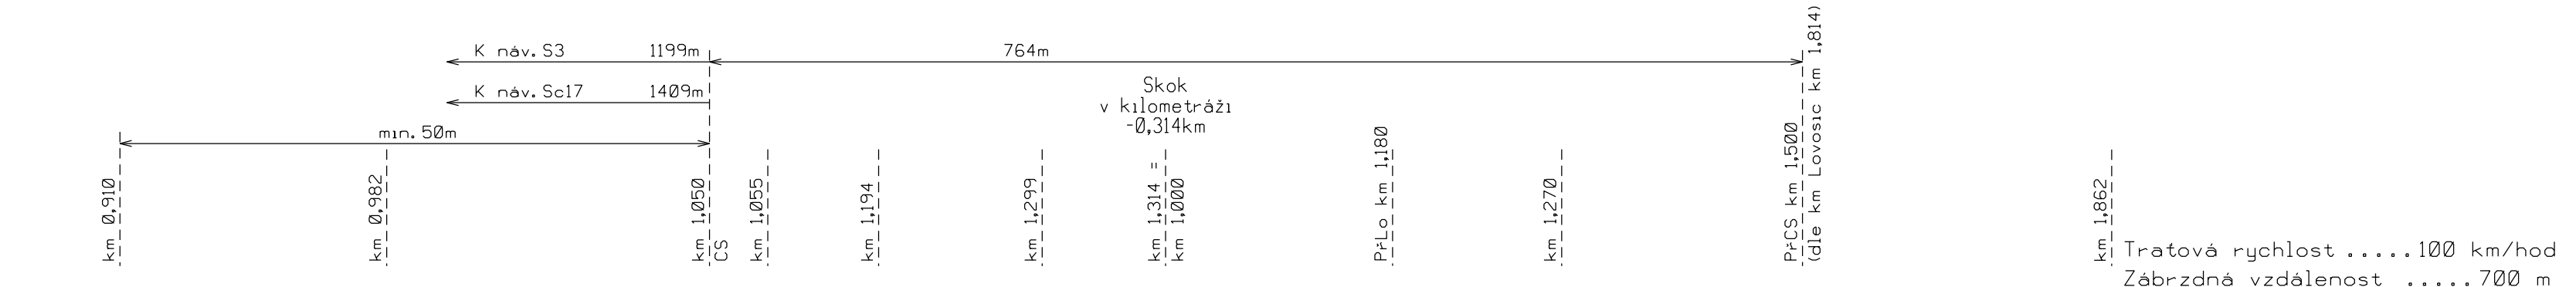 K náv. S3 1199m
764m
K náv. Sc17 1409m
Skok
v kilometráži
-0,314km
min. 50m
km 0,910
km 0,982
km 1,050
CS
km 1,055
km 1,194
km 1,299
km 1,314 =
km 1,000
PřLo km 1,180
km 1,270
PřCS km 1,500
(dle km Lovosic km 1,814)
km 1,862
Traťová rychlost .....100 km/hod
Zábrzdná vzdálenost .....700 m